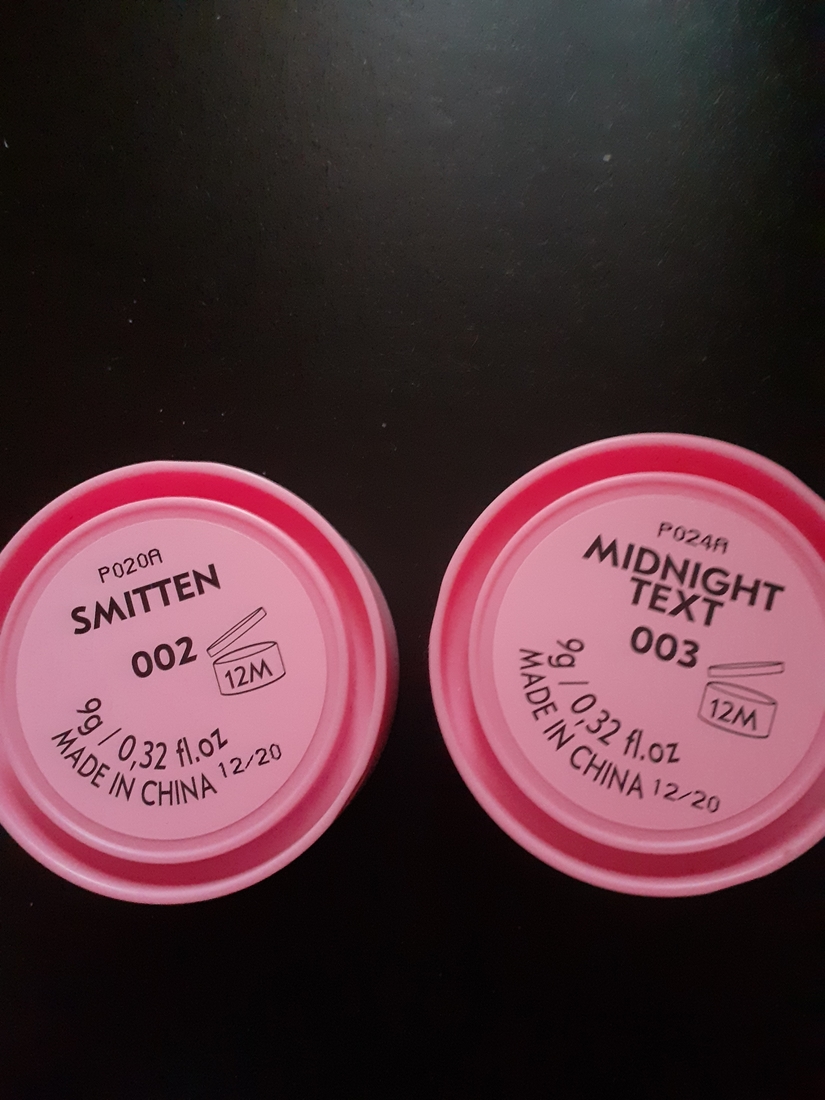 P020A
SMITTEN
002
12M
9g / 0,32 fl.oz
MADE IN CHINA 12/20
P024A
MIDNIGHT
TEXT
003
12M
9g / 0,32 fl.oz
MADE IN CHINA 12/20